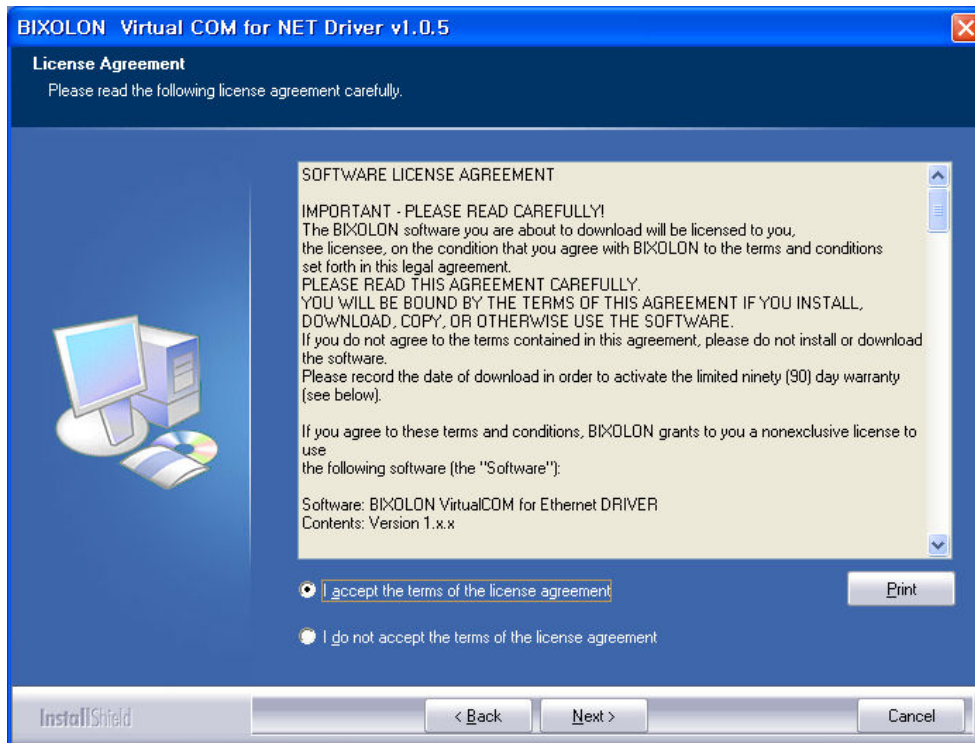 BIXOLON Virtual COM for NET Driver v1.0.5
License Agreement
Please read the following license agreement carefully.
SOFTWARE LICENSE AGREEMENT
IMPORTANT - PLEASE READ CAREFULLY!
The BIXOLON software you are about to download will be licensed to you,
the licensee, on the condition that you agree with BIXOLON to the terms and conditions
set forth in this legal agreement.
PLEASE READ THIS AGREEMENT CAREFULLY.
YOU WILL BE BOUND BY THE TERMS OF THIS AGREEMENT IF YOU INSTALL,
DOWNLOAD, COPY, OR OTHERWISE USE THE SOFTWARE.
If you do not agree to the terms contained in this agreement, please do not install or download
the software.
Please record the date of download in order to activate the limited ninety (90) day warranty
(see below).
If you agree to these terms and conditions, BIXOLON grants to you a nonexclusive license to
use
the following software (the "Software"):
Software: BIXOLON VirtualCOM for Ethernet DRIVER
Contents: Version 1.x.x
I accept the terms of the license agreement
Print
I do not accept the terms of the license agreement
InstallShield
< Back
Next >
Cancel